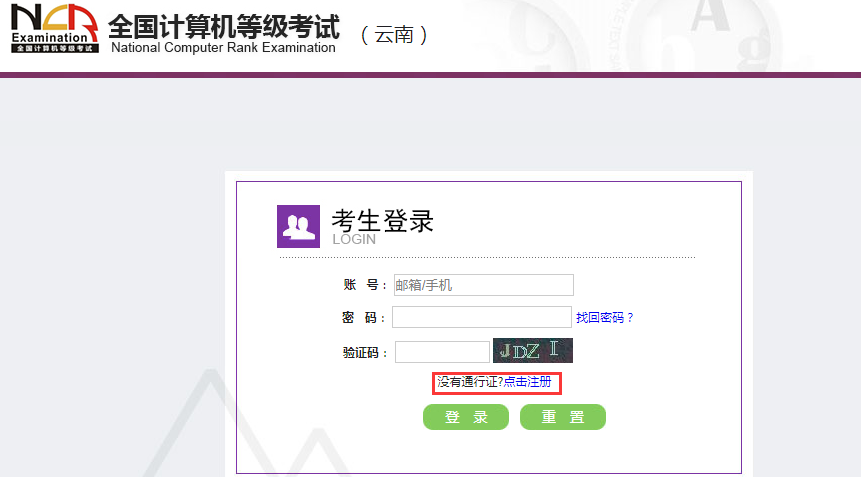 NCR
Examination
全国计算机等级考试
全国计算机等级考试
National Computer Rank Examination
（云南）
A
g
考生登录
LOGIN
账 号：邮箱/手机
密 码：找回密码？
验证码：JDZI
没有通行证?点击注册
登 录 重 置